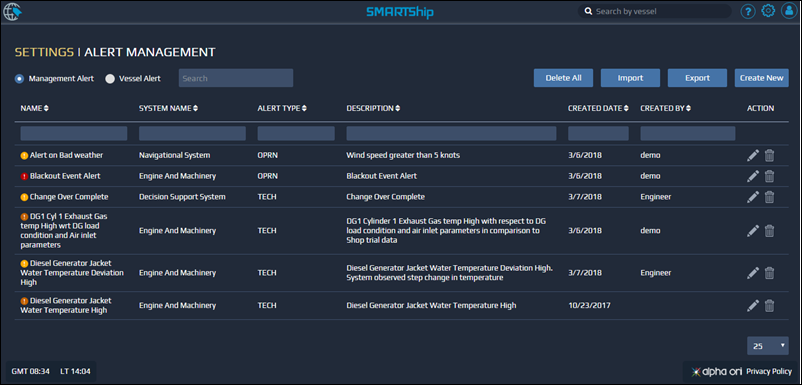 SMARTShip
Search by vessel
?
SETTINGS | ALERT MANAGEMENT
Management Alert
Vessel Alert
Search
Delete All
Import
Export
Create New
NAME SYSTEM NAME ALERT TYPE DESCRIPTION CREATED DATE CREATED BY ACTION
Alert on Bad weather Navigational System OPRN Wind speed greater than 5 knots 3/6/2018 demo
Blackout Event Alert Engine And Machinery OPRN Blackout Event Alert 3/6/2018 demo
Change Over Complete Decision Support System TECH Change Over Complete 3/7/2018 Engineer
DG1 Cyl 1 Exhaust Gas
temp High wrt DG load
condition and Air inlet
parameters
Engine And Machinery
TECH
DG1 Cylinder 1 Exhaust Gas temp High with respect to DG
load condition and air inlet parameters in comparison to
Shop trial data
3/6/2018
demo
Diesel Generator Jacket
Water Temperature Deviation
High
Engine And Machinery
TECH
Diesel Generator Jacket Water Temperature Deviation High.
System observed step change in temperature
3/7/2018
Engineer
Diesel Generator Jacket
Water Temperature High
Engine And Machinery
TECH
Diesel Generator Jacket Water Temperature High
10/23/2017
25
GMT 08:34 LT 14:04
alpha ori Privacy Policy